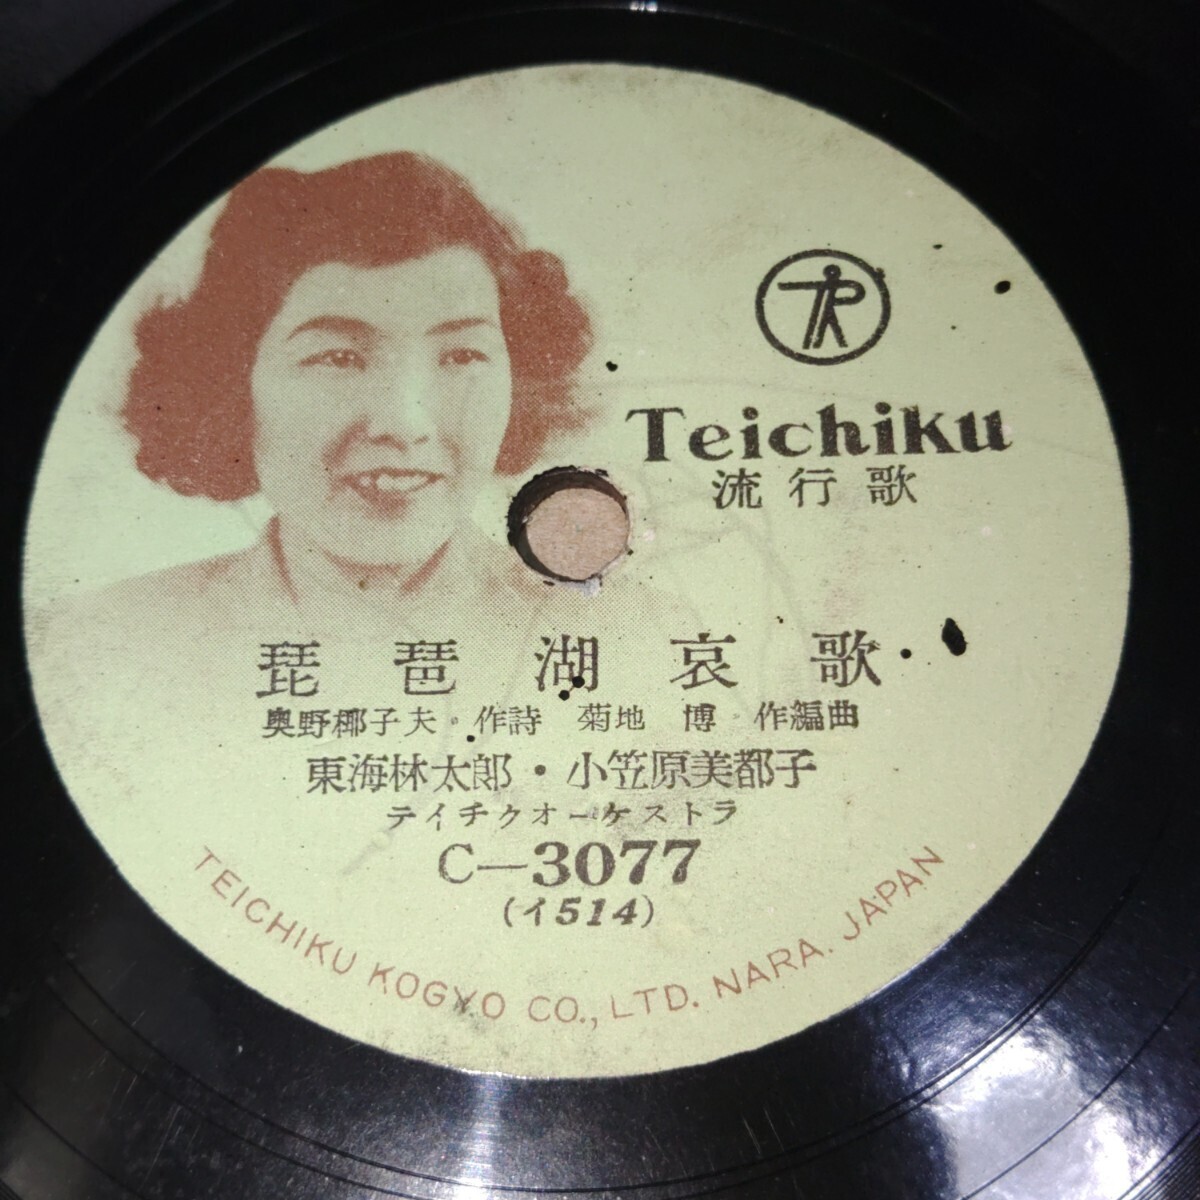 Teichiku
流行歌
琵琶湖哀歌
奥野椰子夫・作詩 菊地 博 作編曲
東海林太郎・小笠原美都子
テイチクオーケストラ
C-3077
(イ514)
TEICHIKU KOGYO CO., LTD. NARA. JAPAN